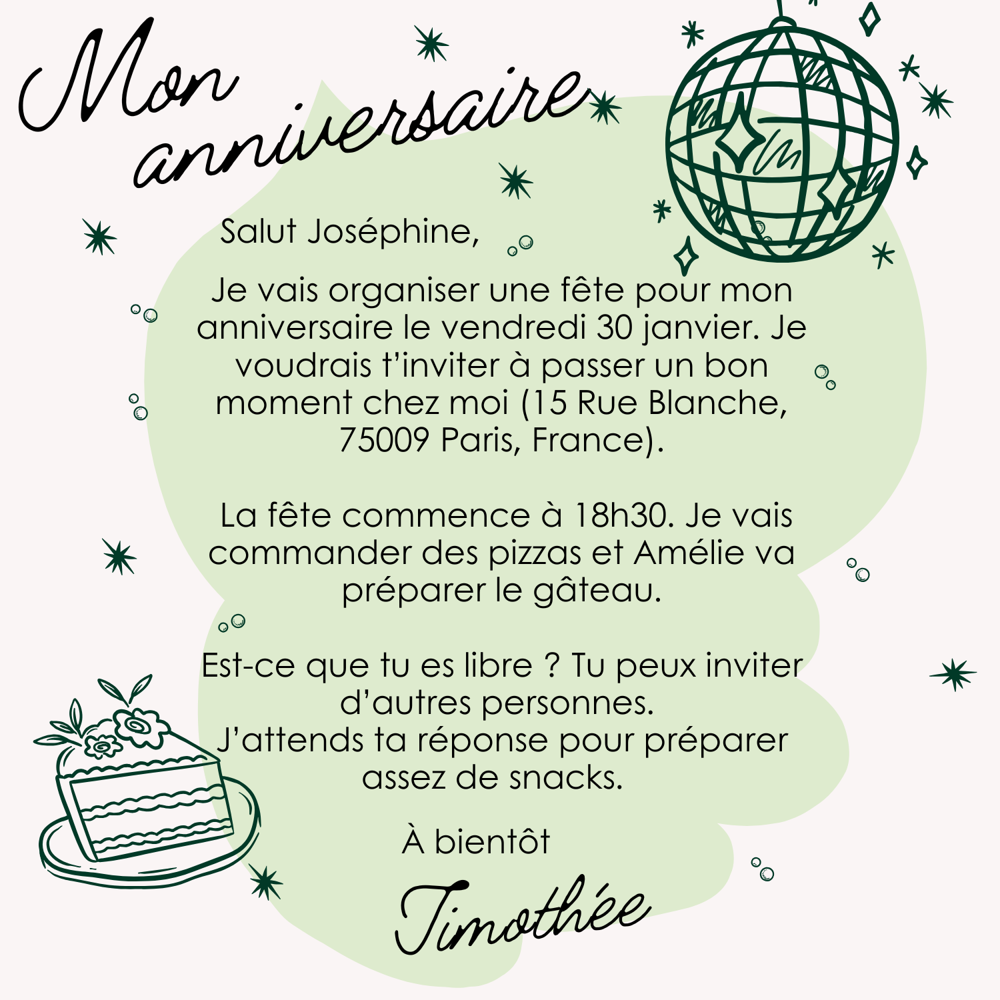 Mon
anniversaire
Salut Joséphine,
Je vais organiser une fête pour mon
anniversaire le vendredi 30 janvier. Je
voudrais t’inviter à passer un bon
moment chez moi (15 Rue Blanche,
75009 Paris, France).
La fête commence à 18h30. Je vais
commander des pizzas et Amélie va
préparer le gâteau.
Est-ce que tu es libre ? Tu peux inviter
d’autres personnes.
J’attends ta réponse pour préparer
assez de snacks.
À bientôt
Timothée